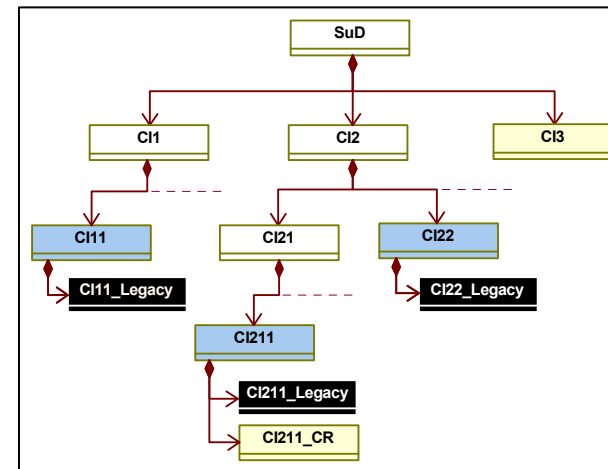 SuD
CI1
CI2
CI3
CI11
CI21
CI22
CI11_Legacy
CI22_Legacy
CI211
CI211_Legacy
CI211_CR